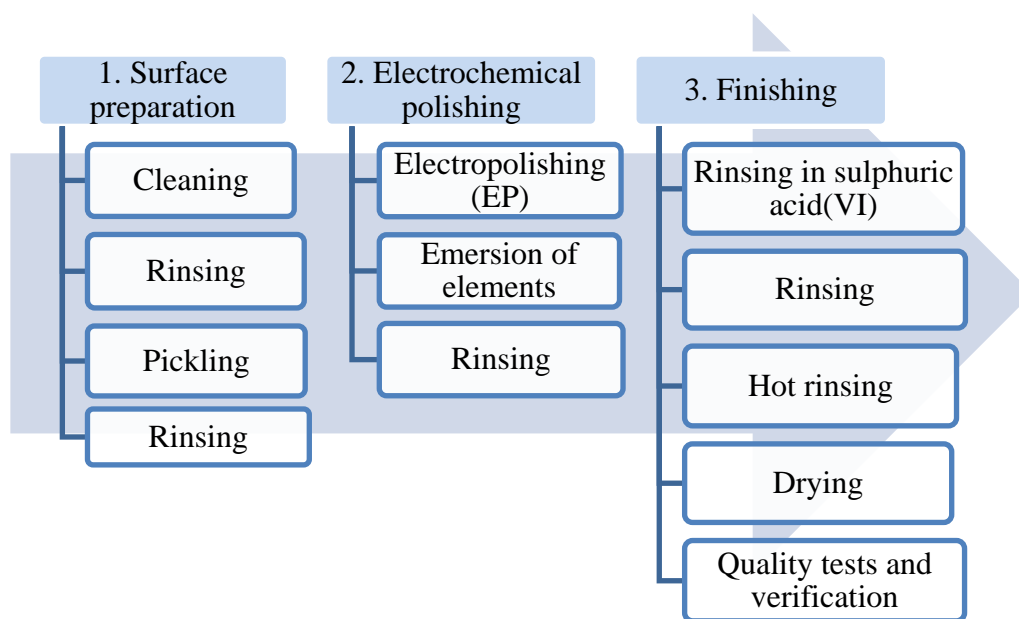 1. Surface
preparation
Cleaning
Rinsing
Pickling
Rinsing
2. Electrochemical
polishing
Electropolishing
(EP)
Emersion of
elements
Rinsing
3. Finishing
Rinsing in sulphuric
acid(VI)
Rinsing
Hot rinsing
Drying
Quality tests and
verification